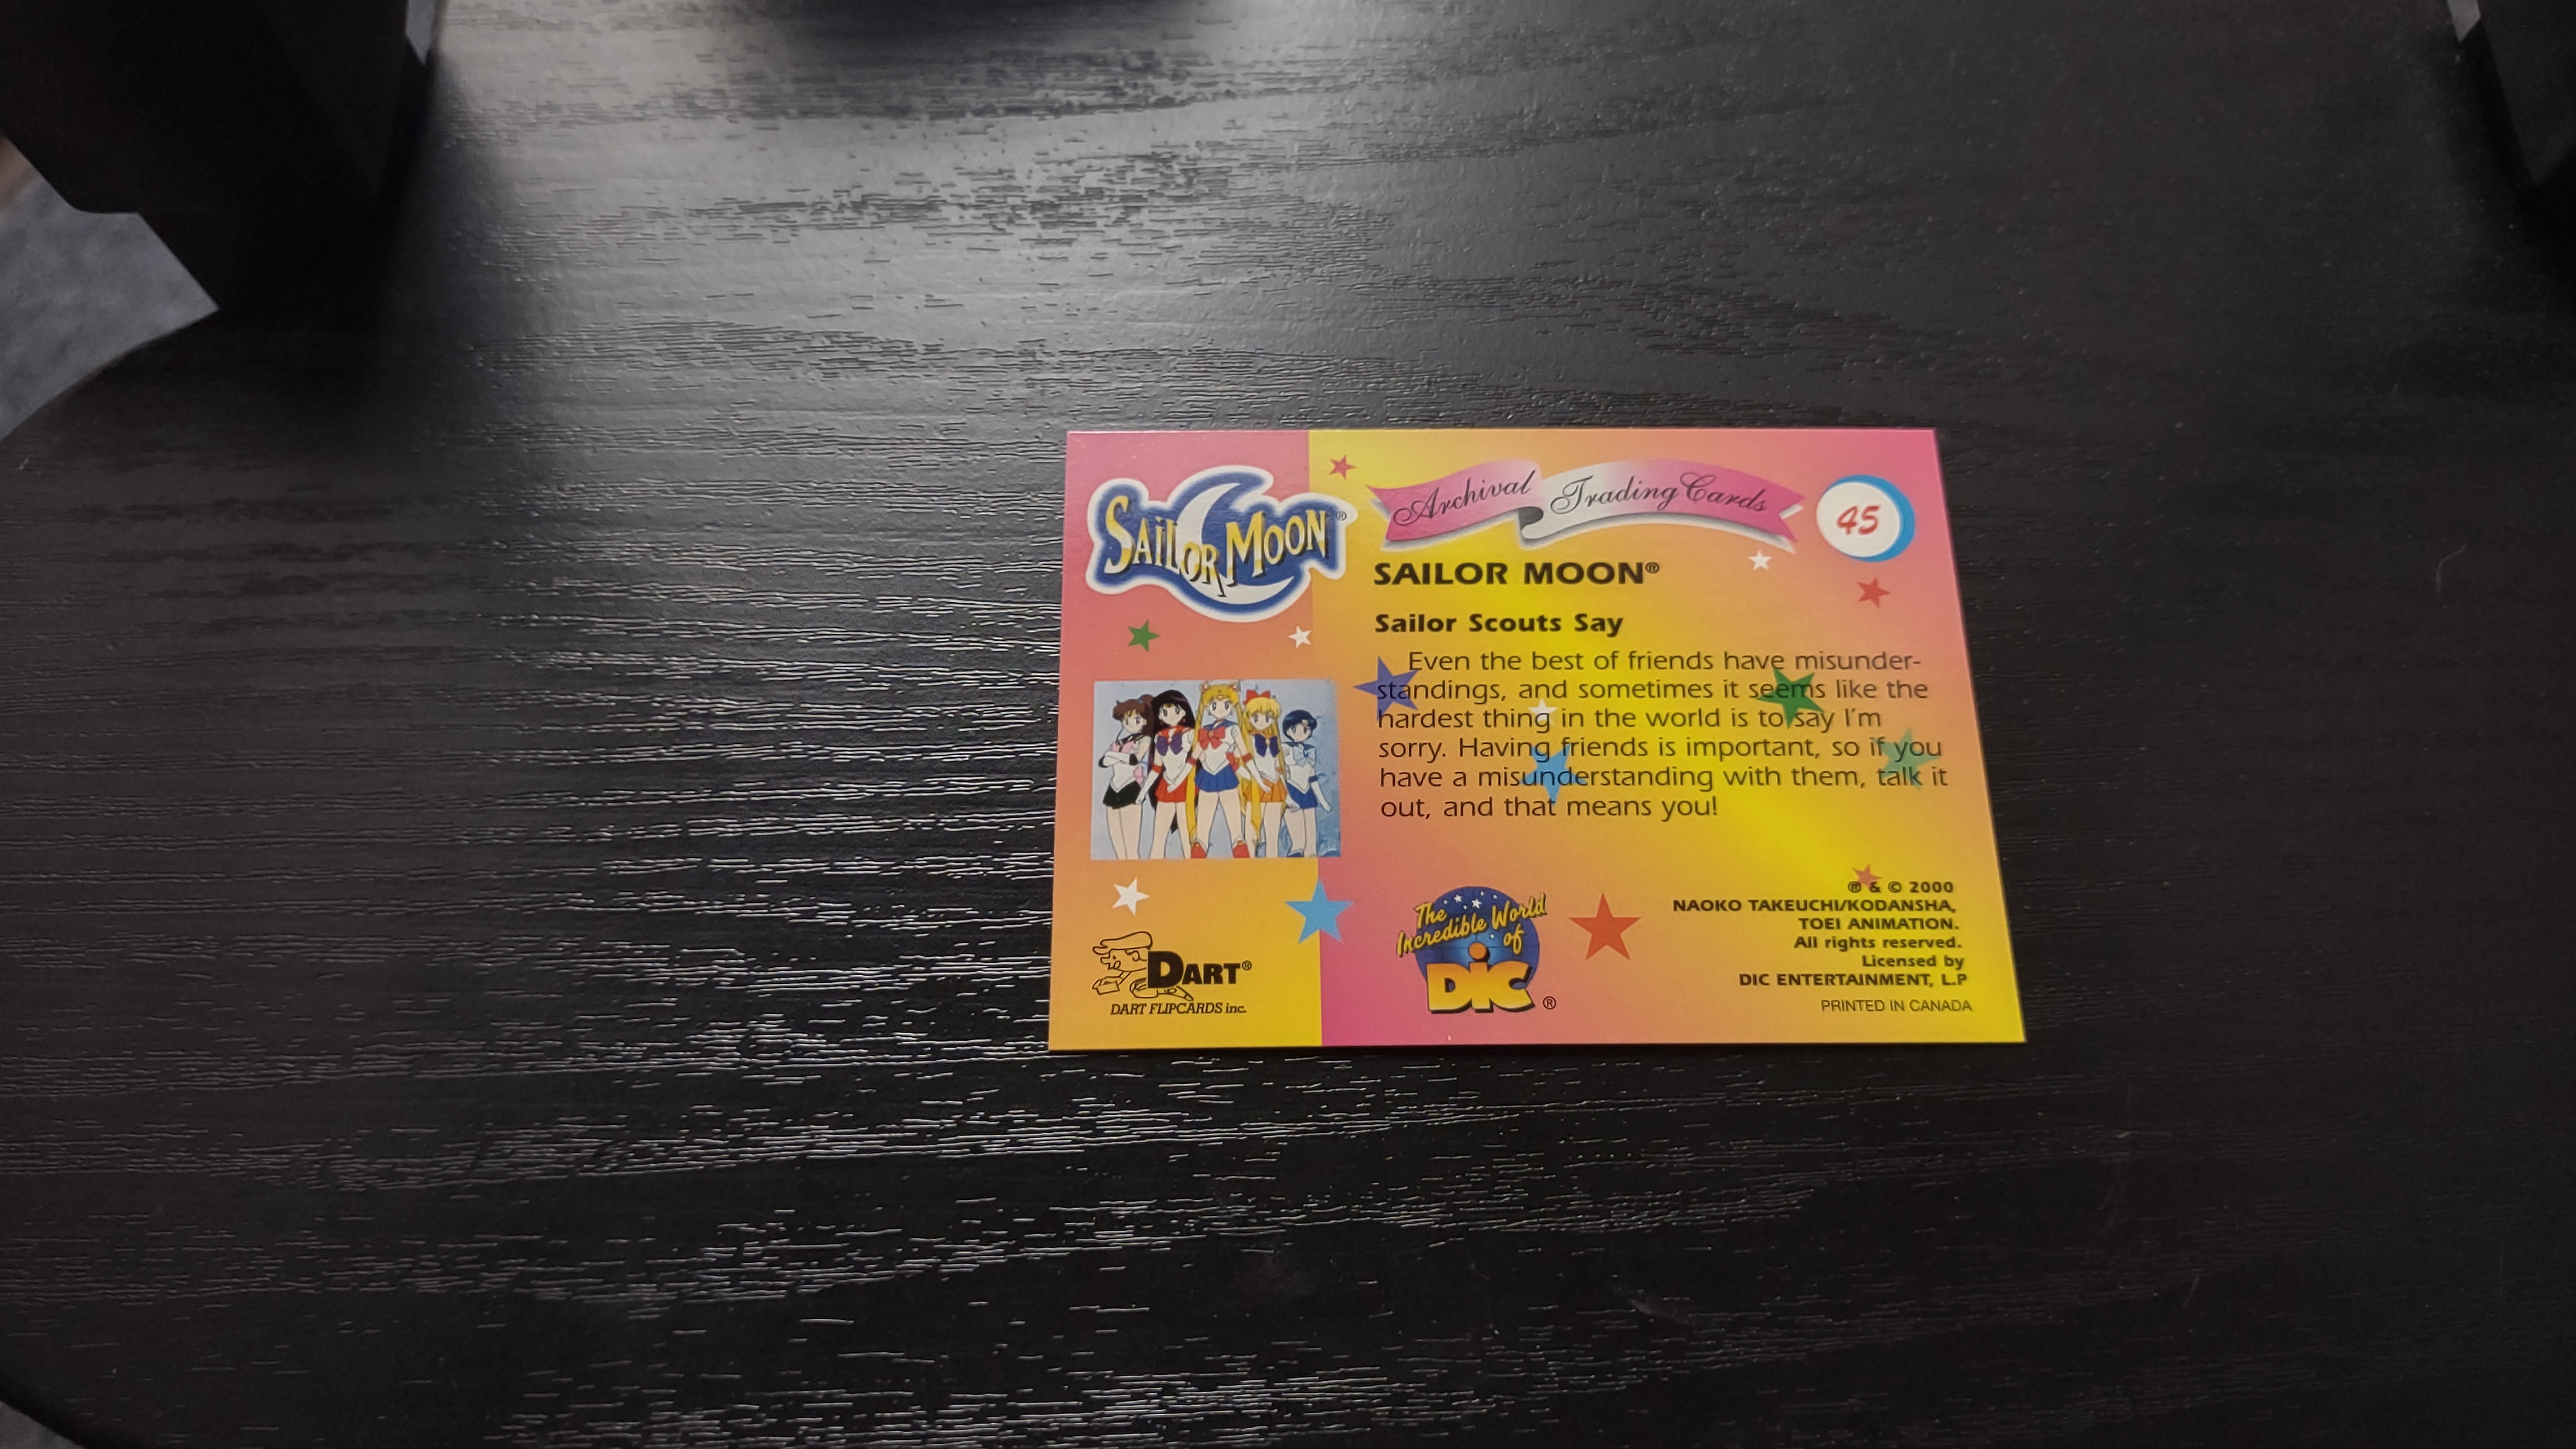 SAILOR MOON®
Archival Trading Cards
45
SAILOR MOON®
Sailor Scouts Say
Even the best of friends have misunder-
standings, and sometimes it seems like the
hardest thing in the world is to say I'm
sorry. Having friends is important, so if you
have a misunderstanding with them, talk it
out, and that means you!
DART®
DART FLIPCARDS inc.
The
Incredible World
of
DIC ®
® & © 2000
NAOKO TAKEUCHI/KODANSHA,
TOEI ANIMATION.
All rights reserved.
Licensed by
DIC ENTERTAINMENT, L.P
PRINTED IN CANADA